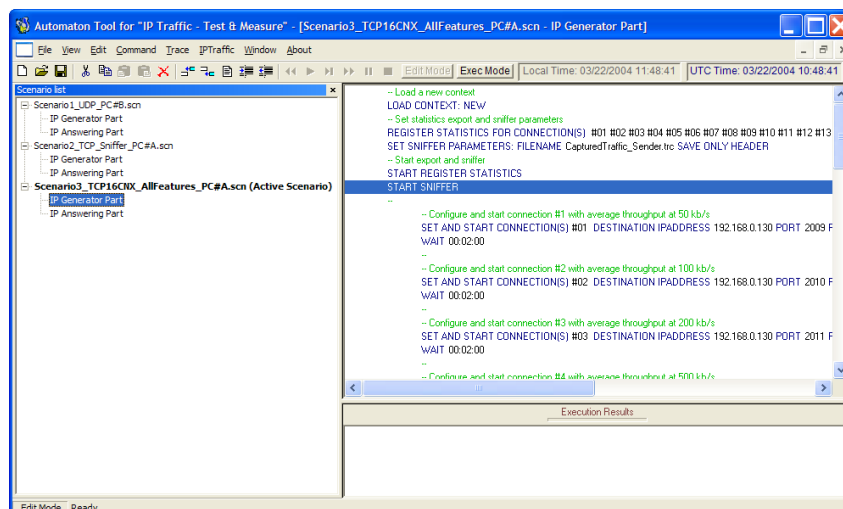 Automaton Tool for "IP Traffic - Test & Measure" - [Scenario3_TCP16CNX_AllFeatures_PC#A.scn - IP Generator Part]
File View Edit Command Trace IPTraffic Window About
Edit Mode Exec Mode Local Time: 03/22/2004 11:48:41 UTC Time: 03/22/2004 10:48:41
Scenario list
Scenario1_UDP_PC#B.scn
IP Generator Part
IP Answering Part
Scenario2_TCP_Sniffer_PC#A.scn
IP Generator Part
IP Answering Part
Scenario3_TCP16CNX_AllFeatures_PC#A.scn (Active Scenario)
IP Generator Part
IP Answering Part
-- Load a new context
LOAD CONTEXT: NEW
-- Set statistics export and sniffer parameters
REGISTER STATISTICS FOR CONNECTION(S) #01 #02 #03 #04 #05 #06 #07 #08 #09 #10 #11 #12 #13
SET SNIFFER PARAMETERS: FILENAME CapturedTraffic_Sender.trc SAVE ONLY HEADER
-- Start export and sniffer
START REGISTER STATISTICS
START SNIFFER
--
-- Configure and start connection #1 with average throughput at 50 kb/s
SET AND START CONNECTION(S) #01 DESTINATION IPADDRESS 192.168.0.130 PORT 2009 P
WAIT 00:02:00
--
-- Configure and start connection #2 with average throughput at 100 kb/s
SET AND START CONNECTION(S) #02 DESTINATION IPADDRESS 192.168.0.130 PORT 2010 P
WAIT 00:02:00
--
-- Configure and start connection #3 with average throughput at 200 kb/s
SET AND START CONNECTION(S) #03 DESTINATION IPADDRESS 192.168.0.130 PORT 2011 P
WAIT 00:02:00
--
-- Configure and start connection #4 with average throughput at 500 kb/s
Execution Results
Edit Mode Ready